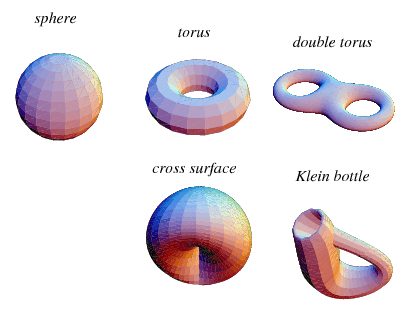 sphere
torus
double torus
cross surface
Klein bottle